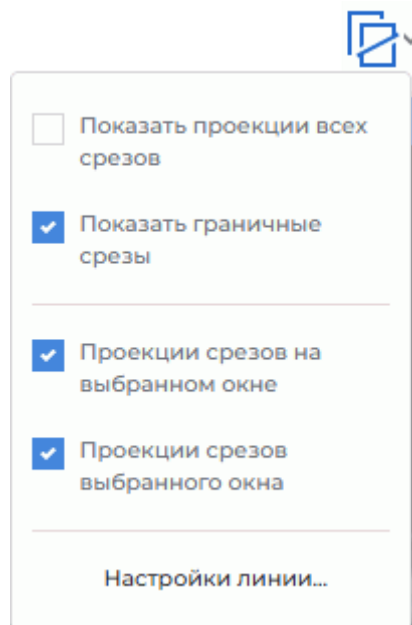 Показать проекции всех
срезов
Показать граничные
срезы
Проекции срезов на
выбранном окне
Проекции срезов
выбранного окна
Настройки линии...